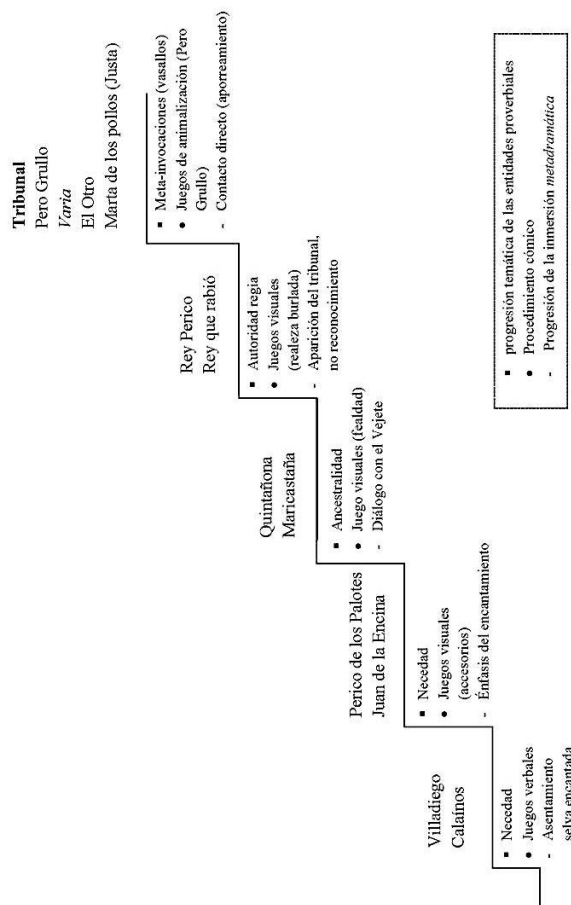 Tribunal
Pero Grullo
Varia
El Otro
Marta de los pollos (Justa)
▪ Meta-invocaciones (vasallos)
● Juegos de animalización (Pero
Grullo)
- Contacto directo (aporreamiento)
Rey Perico
Rey que rabió
▪ Autoridad regia
● Juegos visuales
(realeza burlada)
- Aparición del tribunal,
no reconocimiento
Quintañona
Maricastaña
▪ Ancestralidad
● Juego visuales (fealdad)
- Diálogo con el Vejete
Perico de los Palotes
Juan de la Encina
▪ Necedad
● Juegos visuales
(accesorios)
- Énfasis del encantamiento
Villadiego
Calaínos
▪ Necedad
● Juegos verbales
- Asentamiento
selva encantada
▪ progresión temática de las entidades proverbiales
● Procedimiento cómico
- Progresión de la inmersión metadramática